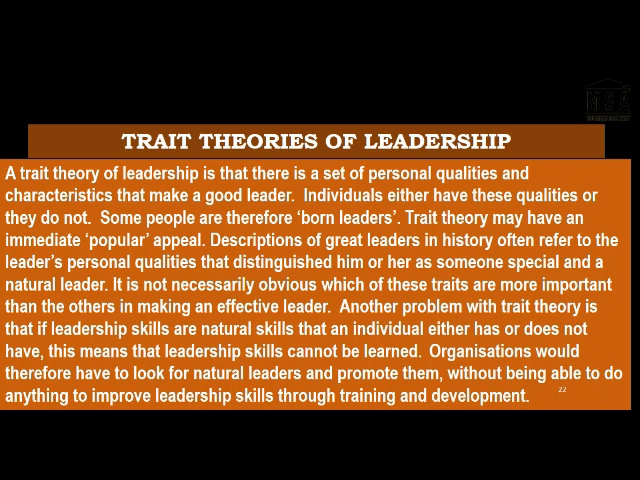 MSA
TRAIT THEORIES OF LEADERSHIP
A trait theory of leadership is that there is a set of personal qualities and
characteristics that make a good leader.  Individuals either have these qualities or
they do not.  Some people are therefore ‘born leaders’. Trait theory may have an
immediate ‘popular’ appeal. Descriptions of great leaders in history often refer to the
leader’s personal qualities that distinguished him or her as someone special and a
natural leader. It is not necessarily obvious which of these traits are more important
than the others in making an effective leader.  Another problem with trait theory is
that if leadership skills are natural skills that an individual either has or does not
have, this means that leadership skills cannot be learned.  Organisations would
therefore have to look for natural leaders and promote them, without being able to do
anything to improve leadership skills through training and development.
22